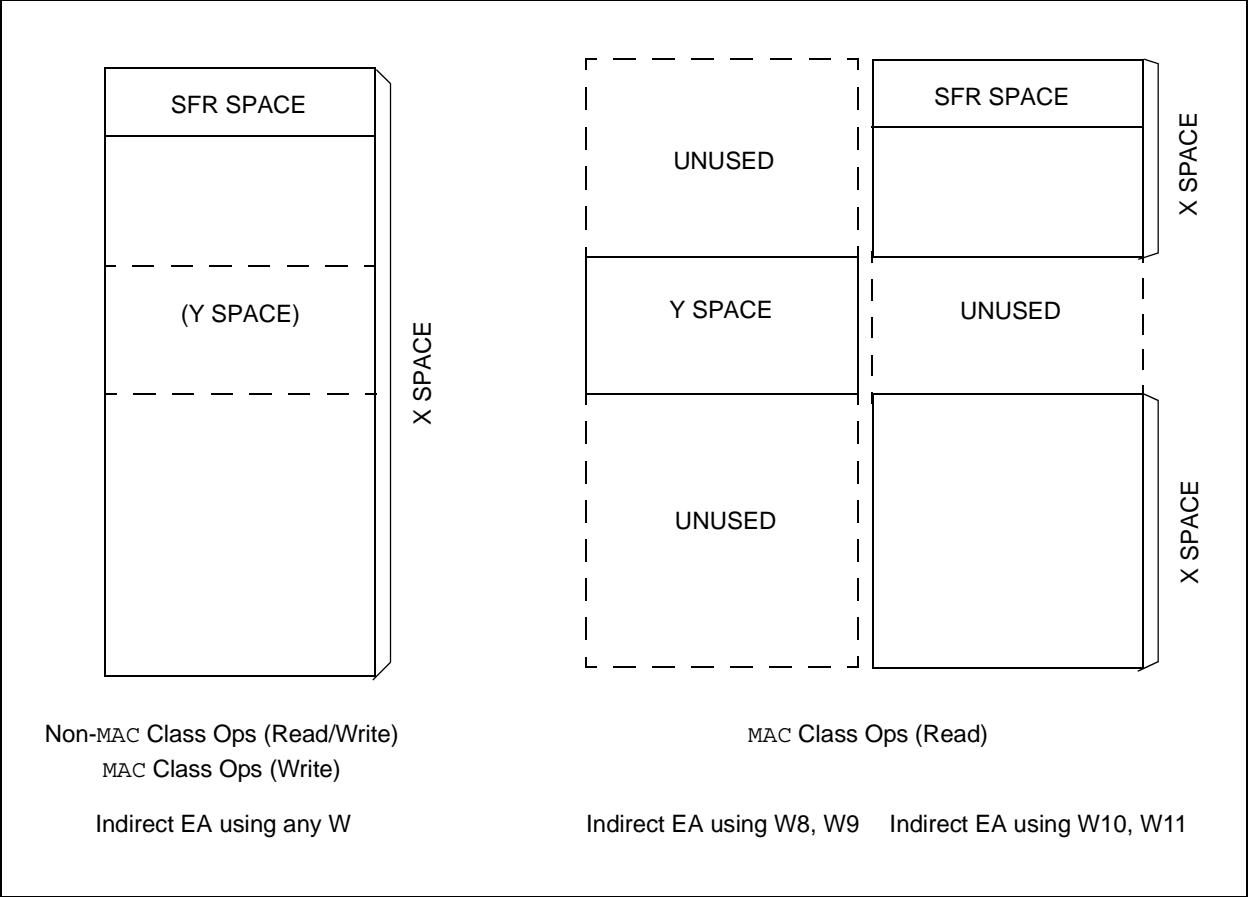 SFR SPACE
(Y SPACE)
X SPACE
Non-MAC Class Ops (Read/Write)
MAC Class Ops (Write)
Indirect EA using any W
UNUSED
Y SPACE
UNUSED
SFR SPACE
X SPACE
UNUSED
X SPACE
MAC Class Ops (Read)
Indirect EA using W8, W9
Indirect EA using W10, W11